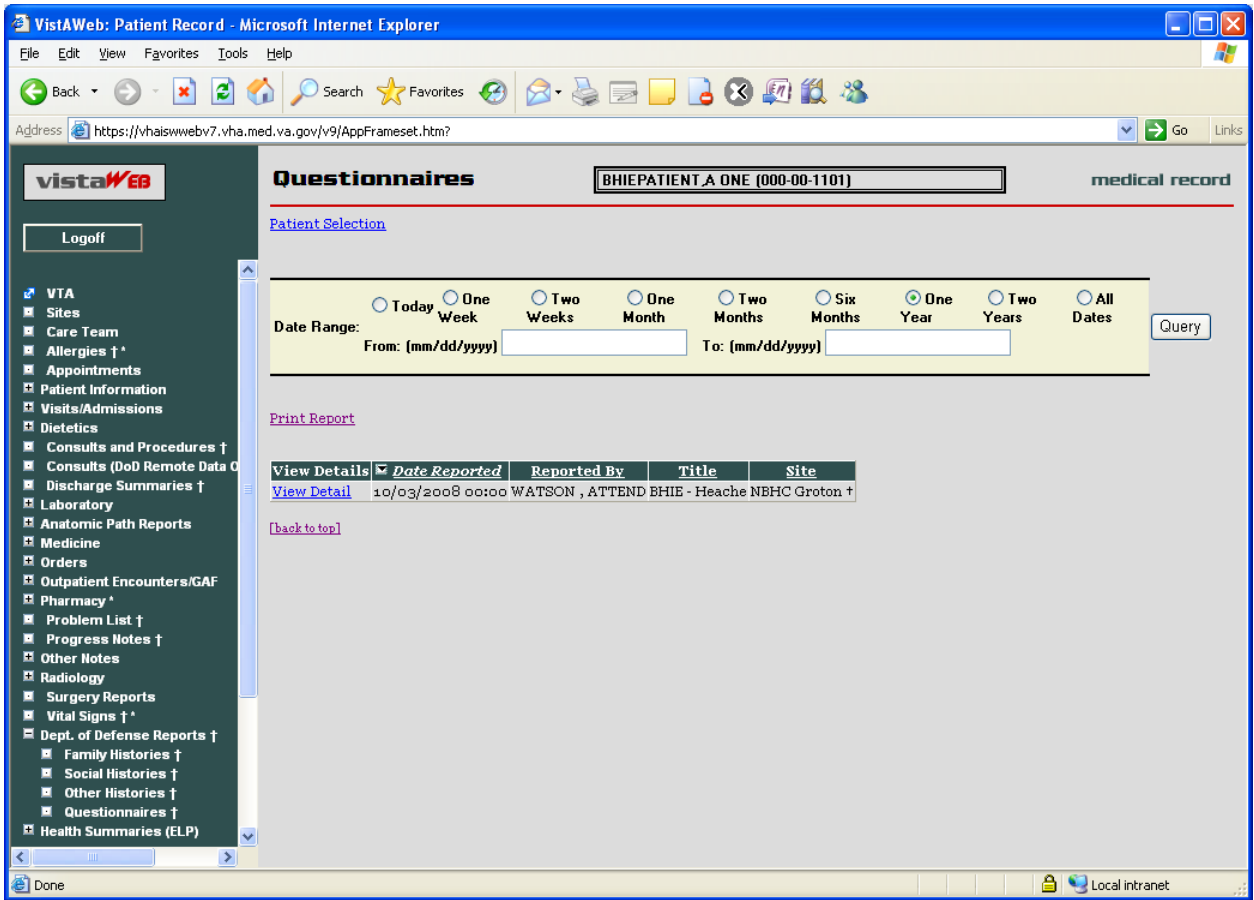 VistAWeb: Patient Record - Microsoft Internet Explorer
File Edit View Favorites Tools Help
Back Search Favorites
Address https://vhaiswwebv7.vha.med.va.gov/v9/AppFrameset.htm? Go Links
vistaWEB
Logoff
VTA
Sites
Care Team
Allergies † *
Appointments
Patient Information
Visits/Admissions
Dietetics
Consults and Procedures †
Consults (DoD Remote Data O
Discharge Summaries †
Laboratory
Anatomic Path Reports
Medicine
Orders
Outpatient Encounters/GAF
Pharmacy *
Problem List †
Progress Notes †
Other Notes
Radiology
Surgery Reports
Vital Signs † *
Dept. of Defense Reports †
Family Histories †
Social Histories †
Other Histories †
Questionnaires †
Health Summaries (ELP)
Questionnaires BHIEPATIENT,A ONE (000-00-1101) medical record
Patient Selection
Date Range: Today One Week Two Weeks One Month Two Months Six Months One Year Two Years All Dates Query
From: (mm/dd/yyyy) To: (mm/dd/yyyy)
Print Report
View Details Date Reported Reported By Title Site
View Detail 10/03/2008 00:00 WATSON , ATTEND BHIE - Heache NBHC Groton †
[back to top]
Done Local intranet